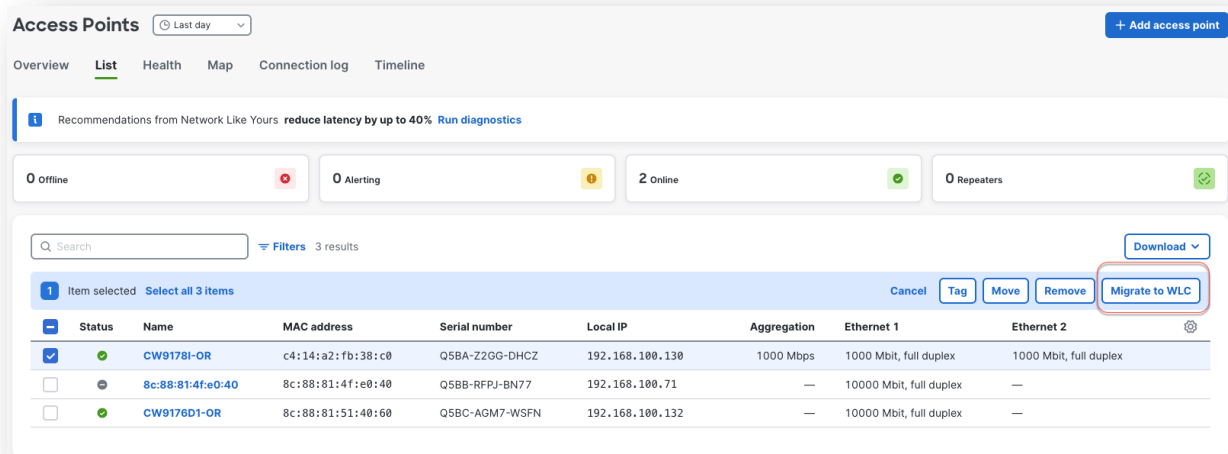 Access Points Last day + Add access point
Overview List Health Map Connection log Timeline
i Recommendations from Network Like Yours reduce latency by up to 40% Run diagnostics
0 Offline 0 Alerting 2 Online 0 Repeaters
Search Filters 3 results Download
1 Item selected Select all 3 items Cancel Tag Move Remove Migrate to WLC
Status Name MAC address Serial number Local IP Aggregation Ethernet 1 Ethernet 2
CW9178I-OR c4:14:a2:fb:38:c0 Q5BA-Z2GG-DHCZ 192.168.100.130 1000 Mbps 1000 Mbit, full duplex 1000 Mbit, full duplex
8c:88:81:4f:e0:40 8c:88:81:4f:e0:40 Q5BB-RFPJ-BN77 192.168.100.71 — 10000 Mbit, full duplex —
CW9176D1-OR 8c:88:81:51:40:60 Q5BC-AGM7-WSFN 192.168.100.132 — 10000 Mbit, full duplex —